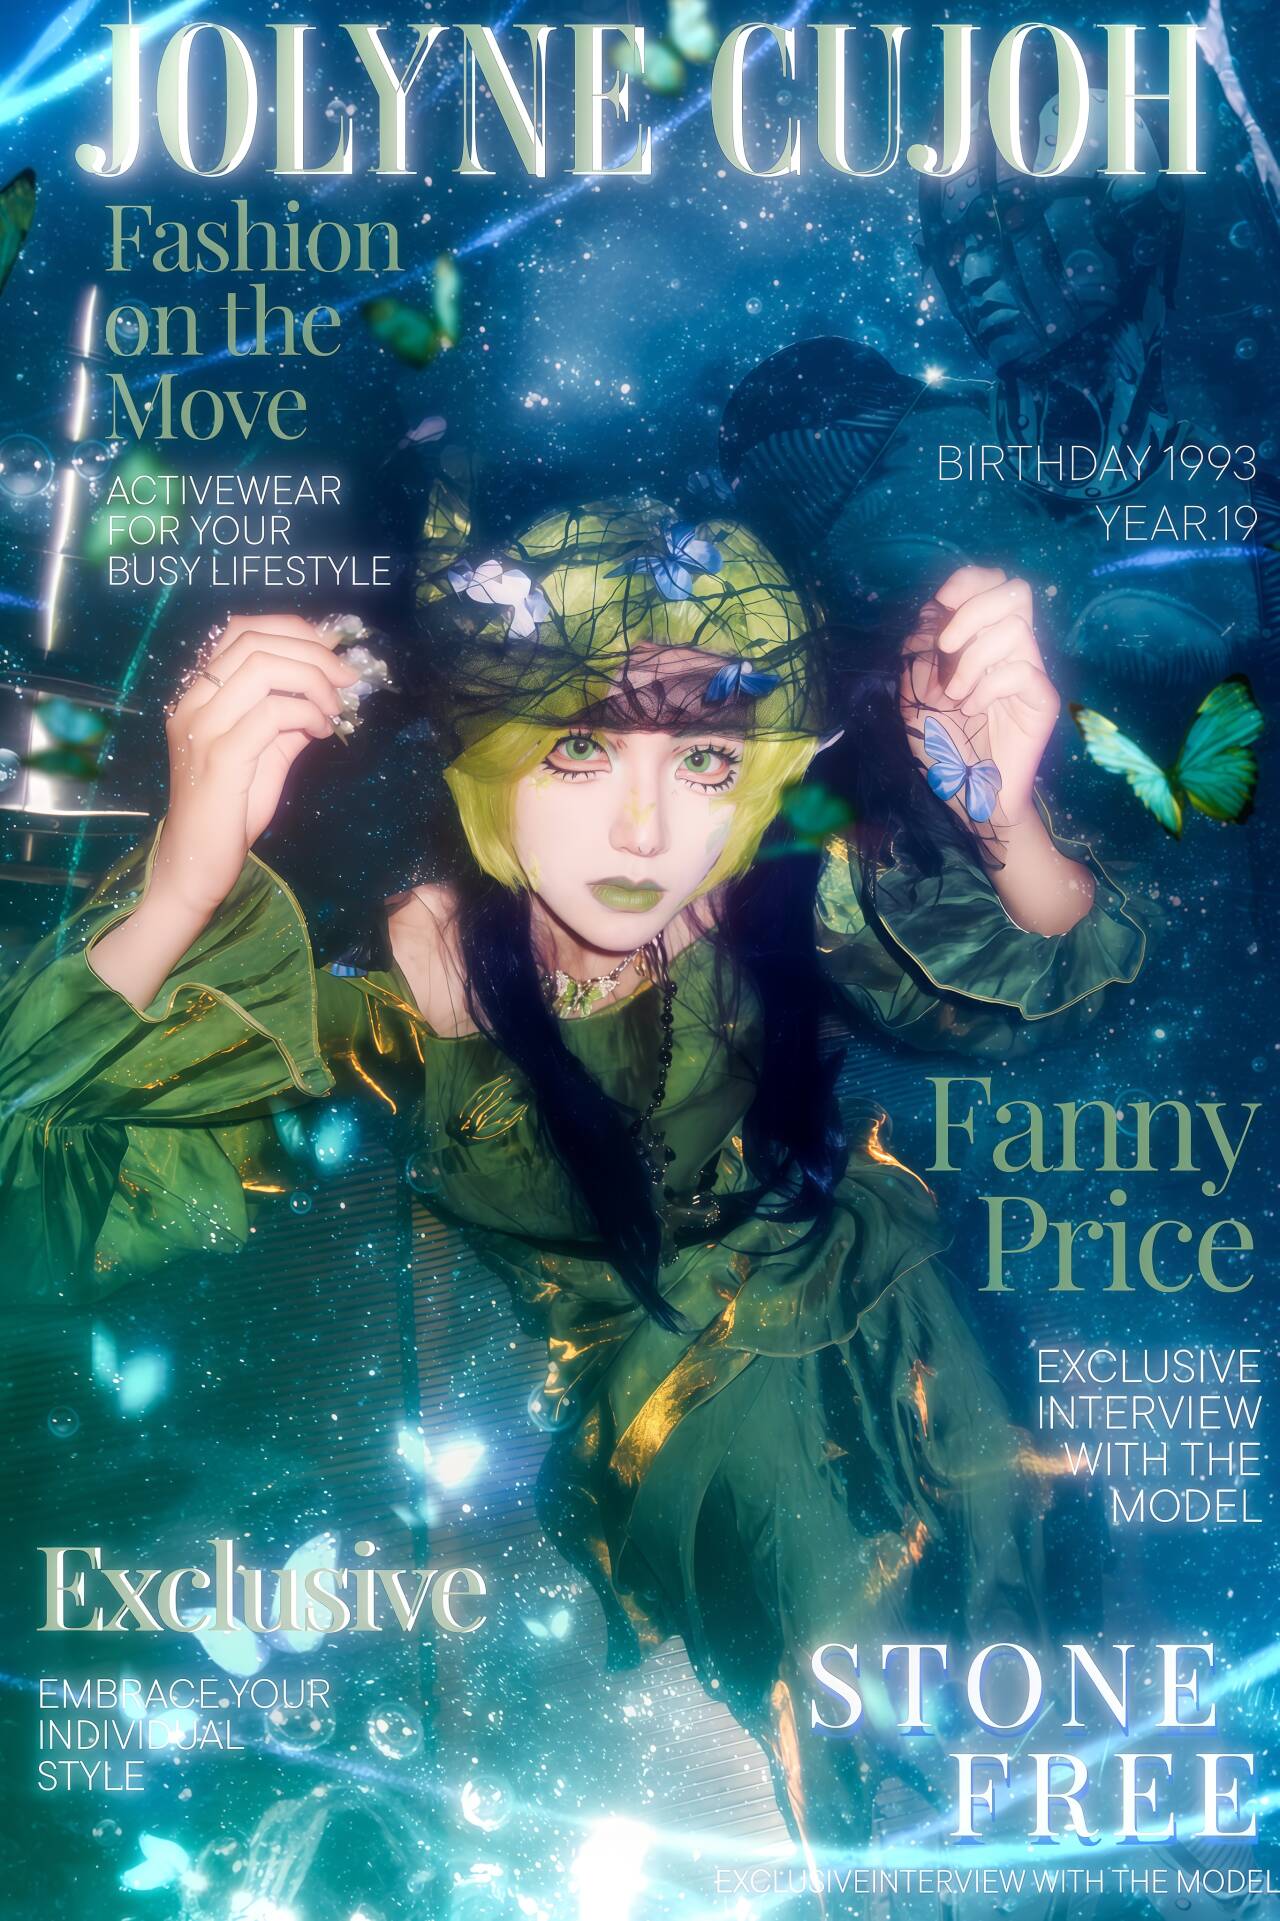 JOLYNE CUJOH
Fashion
on the
Move
ACTIVEWEAR
FOR YOUR
BUSY LIFESTYLE
BIRTHDAY 1993
YEAR.19
Fanny
Price
EXCLUSIVE
INTERVIEW
WITH THE
MODEL
Exclusive
EMBRACE YOUR
INDIVIDUAL
STYLE
STONE
FREE
EXCLUSIVEINTERVIEW WITH THE MODEL